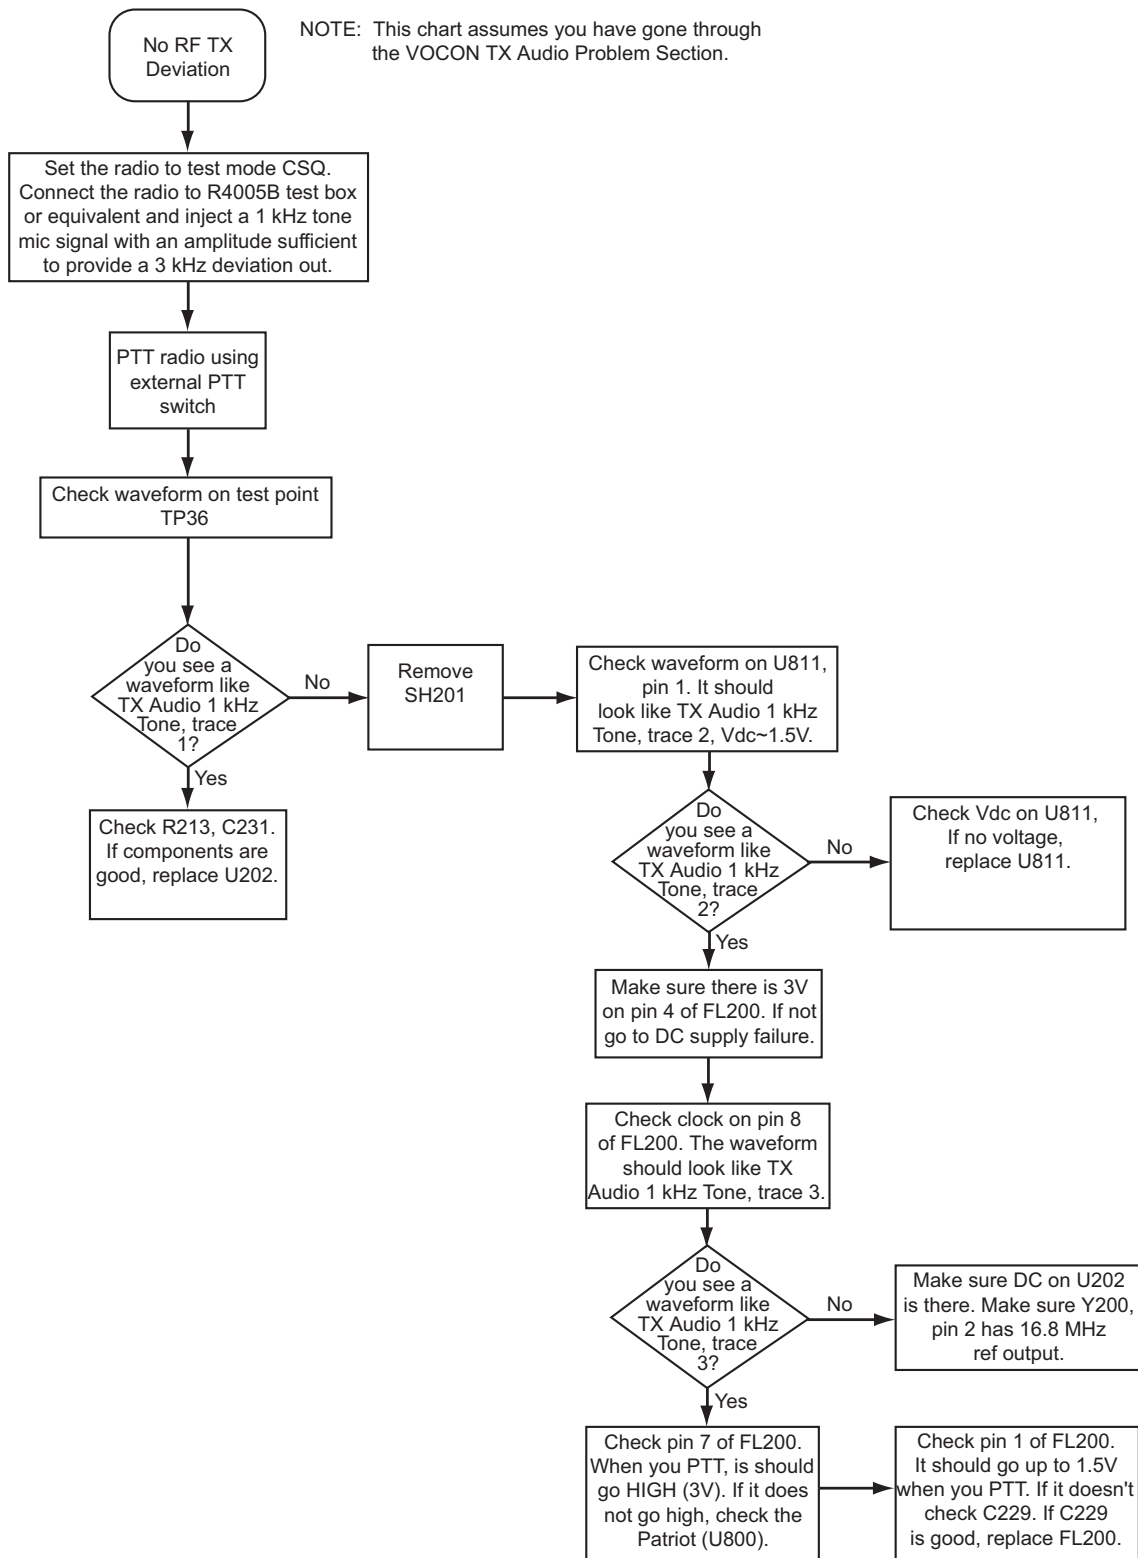 No RF TX
Deviation
NOTE: This chart assumes you have gone through
the VOCON TX Audio Problem Section.
Set the radio to test mode CSQ.
Connect the radio to R4005B test box
or equivalent and inject a 1 kHz tone
mic signal with an amplitude sufficient
to provide a 3 kHz deviation out.
PTT radio using
external PTT
switch
Check waveform on test point
TP36
Do
you see a
waveform like
TX Audio 1 kHz
Tone, trace
1?
No
Remove
SH201
Check waveform on U811,
pin 1. It should
look like TX Audio 1 kHz
Tone, trace 2, Vdc~1.5V.
Yes
Check R213, C231.
If components are
good, replace U202.
Do
you see a
waveform like
TX Audio 1 kHz
Tone, trace
2?
No
Check Vdc on U811,
If no voltage,
replace U811.
Yes
Make sure there is 3V
on pin 4 of FL200. If not
go to DC supply failure.
Check clock on pin 8
of FL200. The waveform
should look like TX
Audio 1 kHz Tone, trace 3.
Do
you see a
waveform like
TX Audio 1 kHz
Tone, trace
3?
No
Make sure DC on U202
is there. Make sure Y200,
pin 2 has 16.8 MHz
ref output.
Yes
Check pin 7 of FL200.
When you PTT, is should
go HIGH (3V). If it does
not go high, check the
Patriot (U800).
Check pin 1 of FL200.
It should go up to 1.5V
when you PTT. If it doesn't
check C229. If C229
is good, replace FL200.